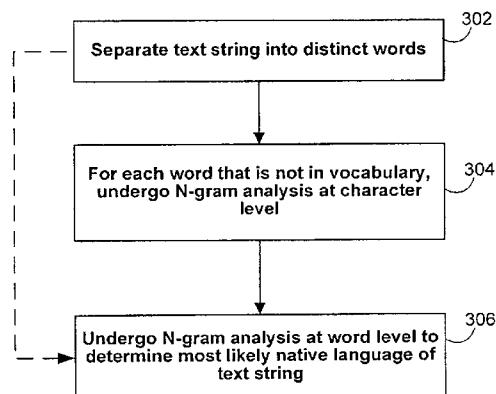 302
Separate text string into distinct words
304
For each word that is not in vocabulary,
undergo N-gram analysis at character
level
306
Undergo N-gram analysis at word level to
determine most likely native language of
text string